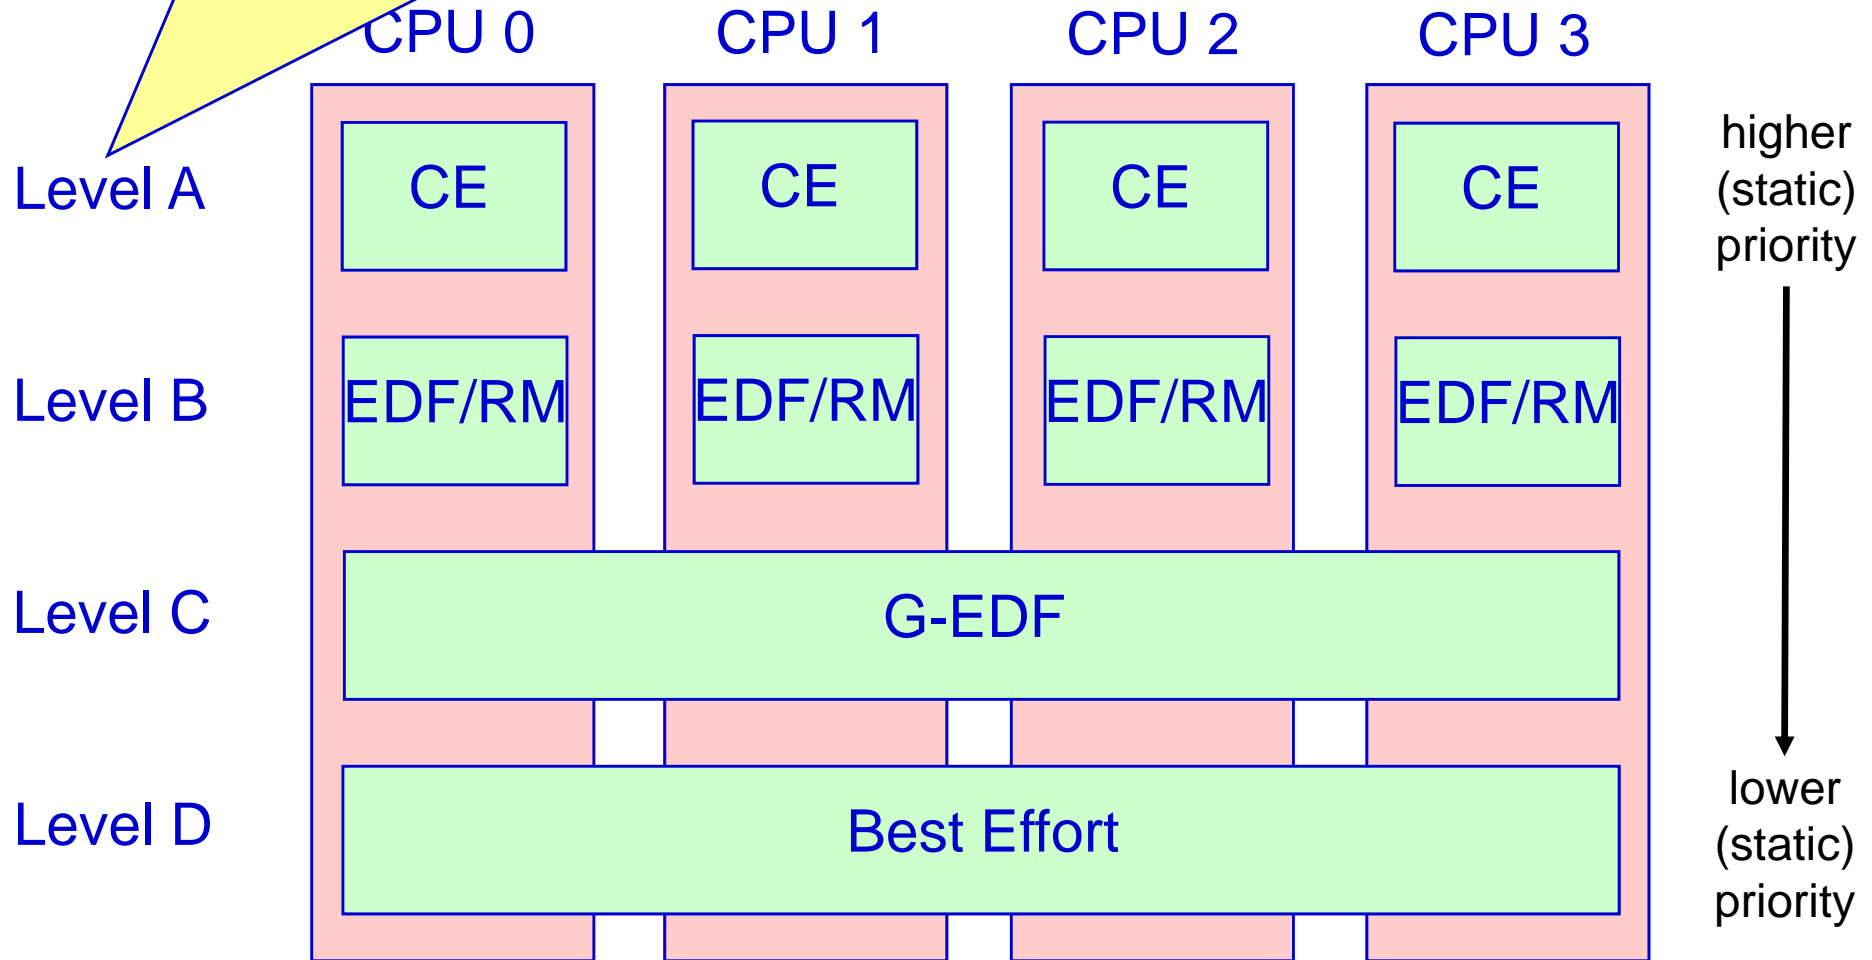 CPU 0 CPU 1 CPU 2 CPU 3
Level A CE CE CE CE
higher
(static)
priority
Level B EDF/RM EDF/RM EDF/RM EDF/RM
Level C G-EDF
Level D Best Effort
lower
(static)
priority